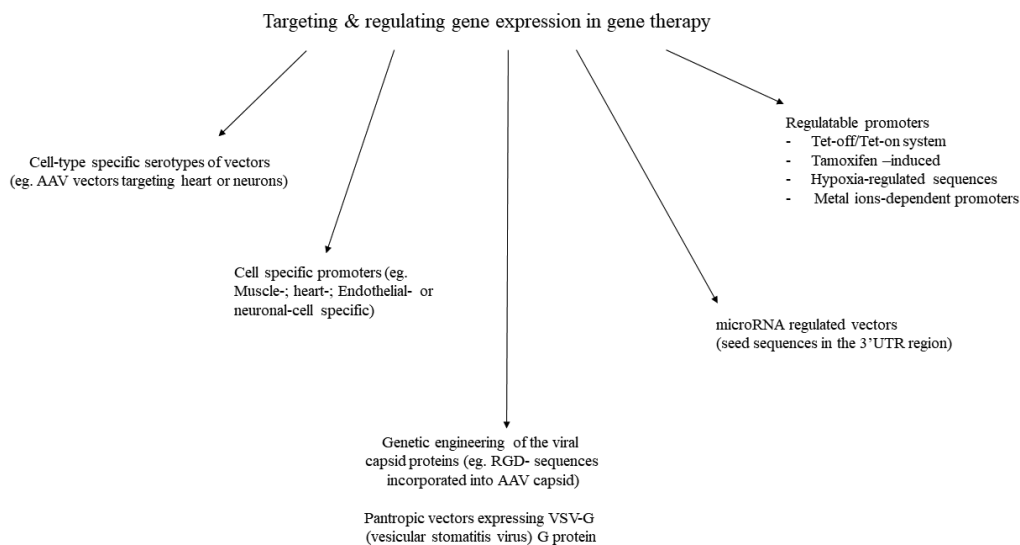 Targeting & regulating gene expression in gene therapy
Cell-type specific serotypes of vectors
(eg. AAV vectors targeting heart or neurons)
Cell specific promoters (eg.
Muscle-; heart-; Endothelial- or
neuronal-cell specific)
Genetic engineering of the viral
capsid proteins (eg. RGD- sequences
incorporated into AAV capsid)
Pantropic vectors expressing VSV-G
(vesicular stomatitis virus) G protein
microRNA regulated vectors
(seed sequences in the 3’UTR region)
Regulatable promoters
- Tet-off/Tet-on system
- Tamoxifen –induced
- Hypoxia-regulated sequences
- Metal ions-dependent promoters